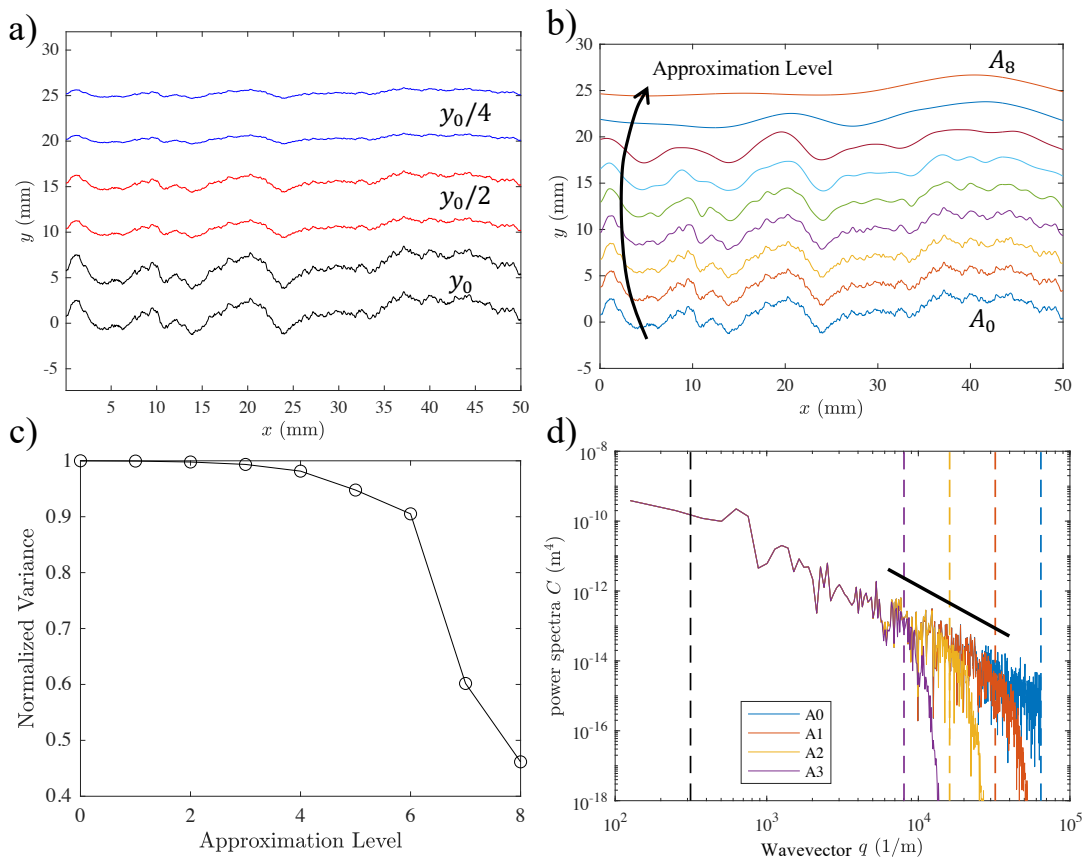 a)
30
25
20
15
10
5
0
-5
y (mm)
y₀/4
y₀/2
y₀
5 10 15 20 25 30 35 40 45 50
x (mm)
b)
30
25
20
15
10
5
0
-5
y (mm)
Approximation Level
A₈
A₀
0 10 20 30 40 50
x (mm)
c)
1
0.9
0.8
0.7
0.6
0.5
0.4
Normalized Variance
0 2 4 6 8
Approximation Level
d)
10⁻⁸
10⁻¹⁰
10⁻¹²
10⁻¹⁴
10⁻¹⁶
10⁻¹⁸
power spectra C (m⁴)
A0
A1
A2
A3
10² 10³ 10⁴ 10⁵
Wavevector q (1/m)